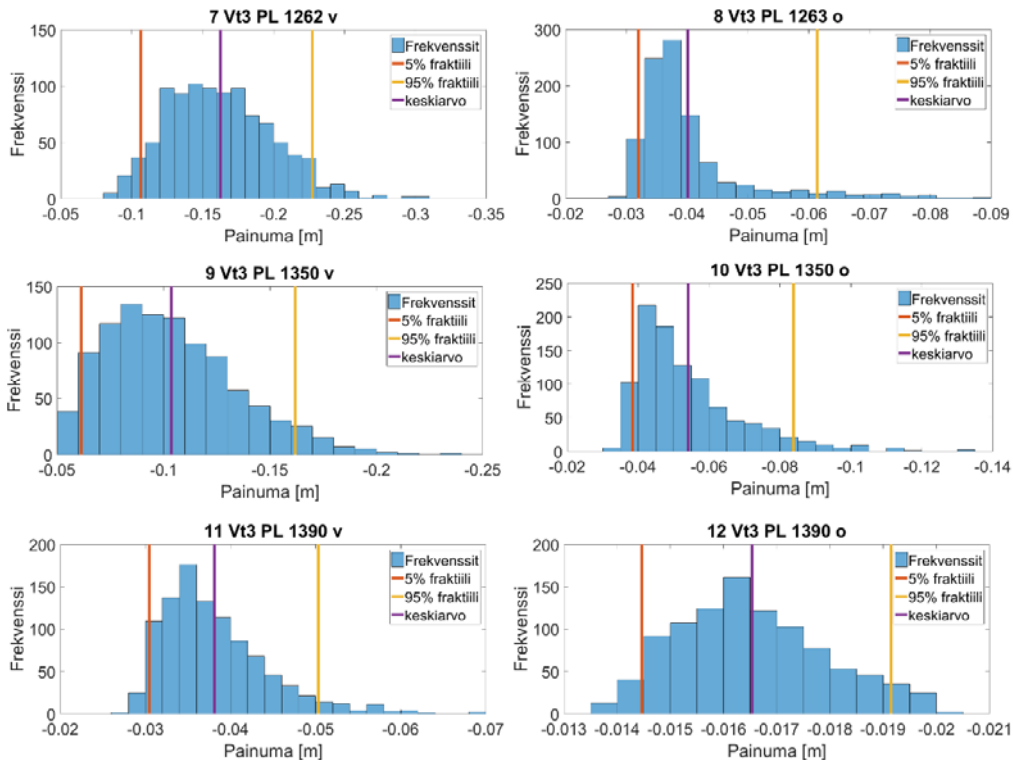 7 Vt3 PL 1262 v
Frekvenssi
150
100
50
0
Frekvenssit
5% fraktiili
95% fraktiili
keskiarvo
-0.05 -0.1 -0.15 -0.2 -0.25 -0.3 -0.35
Painuma [m]
8 Vt3 PL 1263 o
Frekvenssi
300
200
100
0
Frekvenssit
5% fraktiili
95% fraktiili
keskiarvo
-0.02 -0.03 -0.04 -0.05 -0.06 -0.07 -0.08 -0.09
Painuma [m]
9 Vt3 PL 1350 v
Frekvenssi
150
100
50
0
Frekvenssit
5% fraktiili
95% fraktiili
keskiarvo
-0.05 -0.1 -0.15 -0.2 -0.25
Painuma [m]
10 Vt3 PL 1350 o
Frekvenssi
250
200
150
100
50
0
Frekvenssit
5% fraktiili
95% fraktiili
keskiarvo
-0.02 -0.04 -0.06 -0.08 -0.1 -0.12 -0.14
Painuma [m]
11 Vt3 PL 1390 v
Frekvenssi
200
150
100
50
0
Frekvenssit
5% fraktiili
95% fraktiili
keskiarvo
-0.02 -0.03 -0.04 -0.05 -0.06 -0.07
Painuma [m]
12 Vt3 PL 1390 o
Frekvenssi
200
150
100
50
0
Frekvenssit
5% fraktiili
95% fraktiili
keskiarvo
-0.013 -0.014 -0.015 -0.016 -0.017 -0.018 -0.019 -0.02 -0.021
Painuma [m]